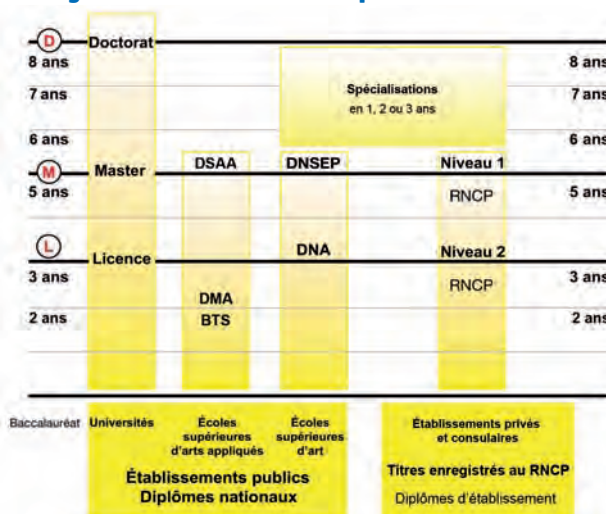 D Doctorat
8 ans 8 ans
Spécialisations
7 ans 7 ans
en 1, 2 ou 3 ans
6 ans 6 ans
DSAA DNSEP Niveau 1
M Master
5 ans RNCP 5 ans
L DNA Niveau 2
Licence
3 ans RNCP 3 ans
DMA
2 ans BTS 2 ans
Baccalauréat Universités Écoles Écoles Établissements privés
supérieures supérieures et consulaires
d'arts appliqués d'art
Établissements publics Titres enregistrés au RNCP
Diplômes nationaux Diplômes d'établissement